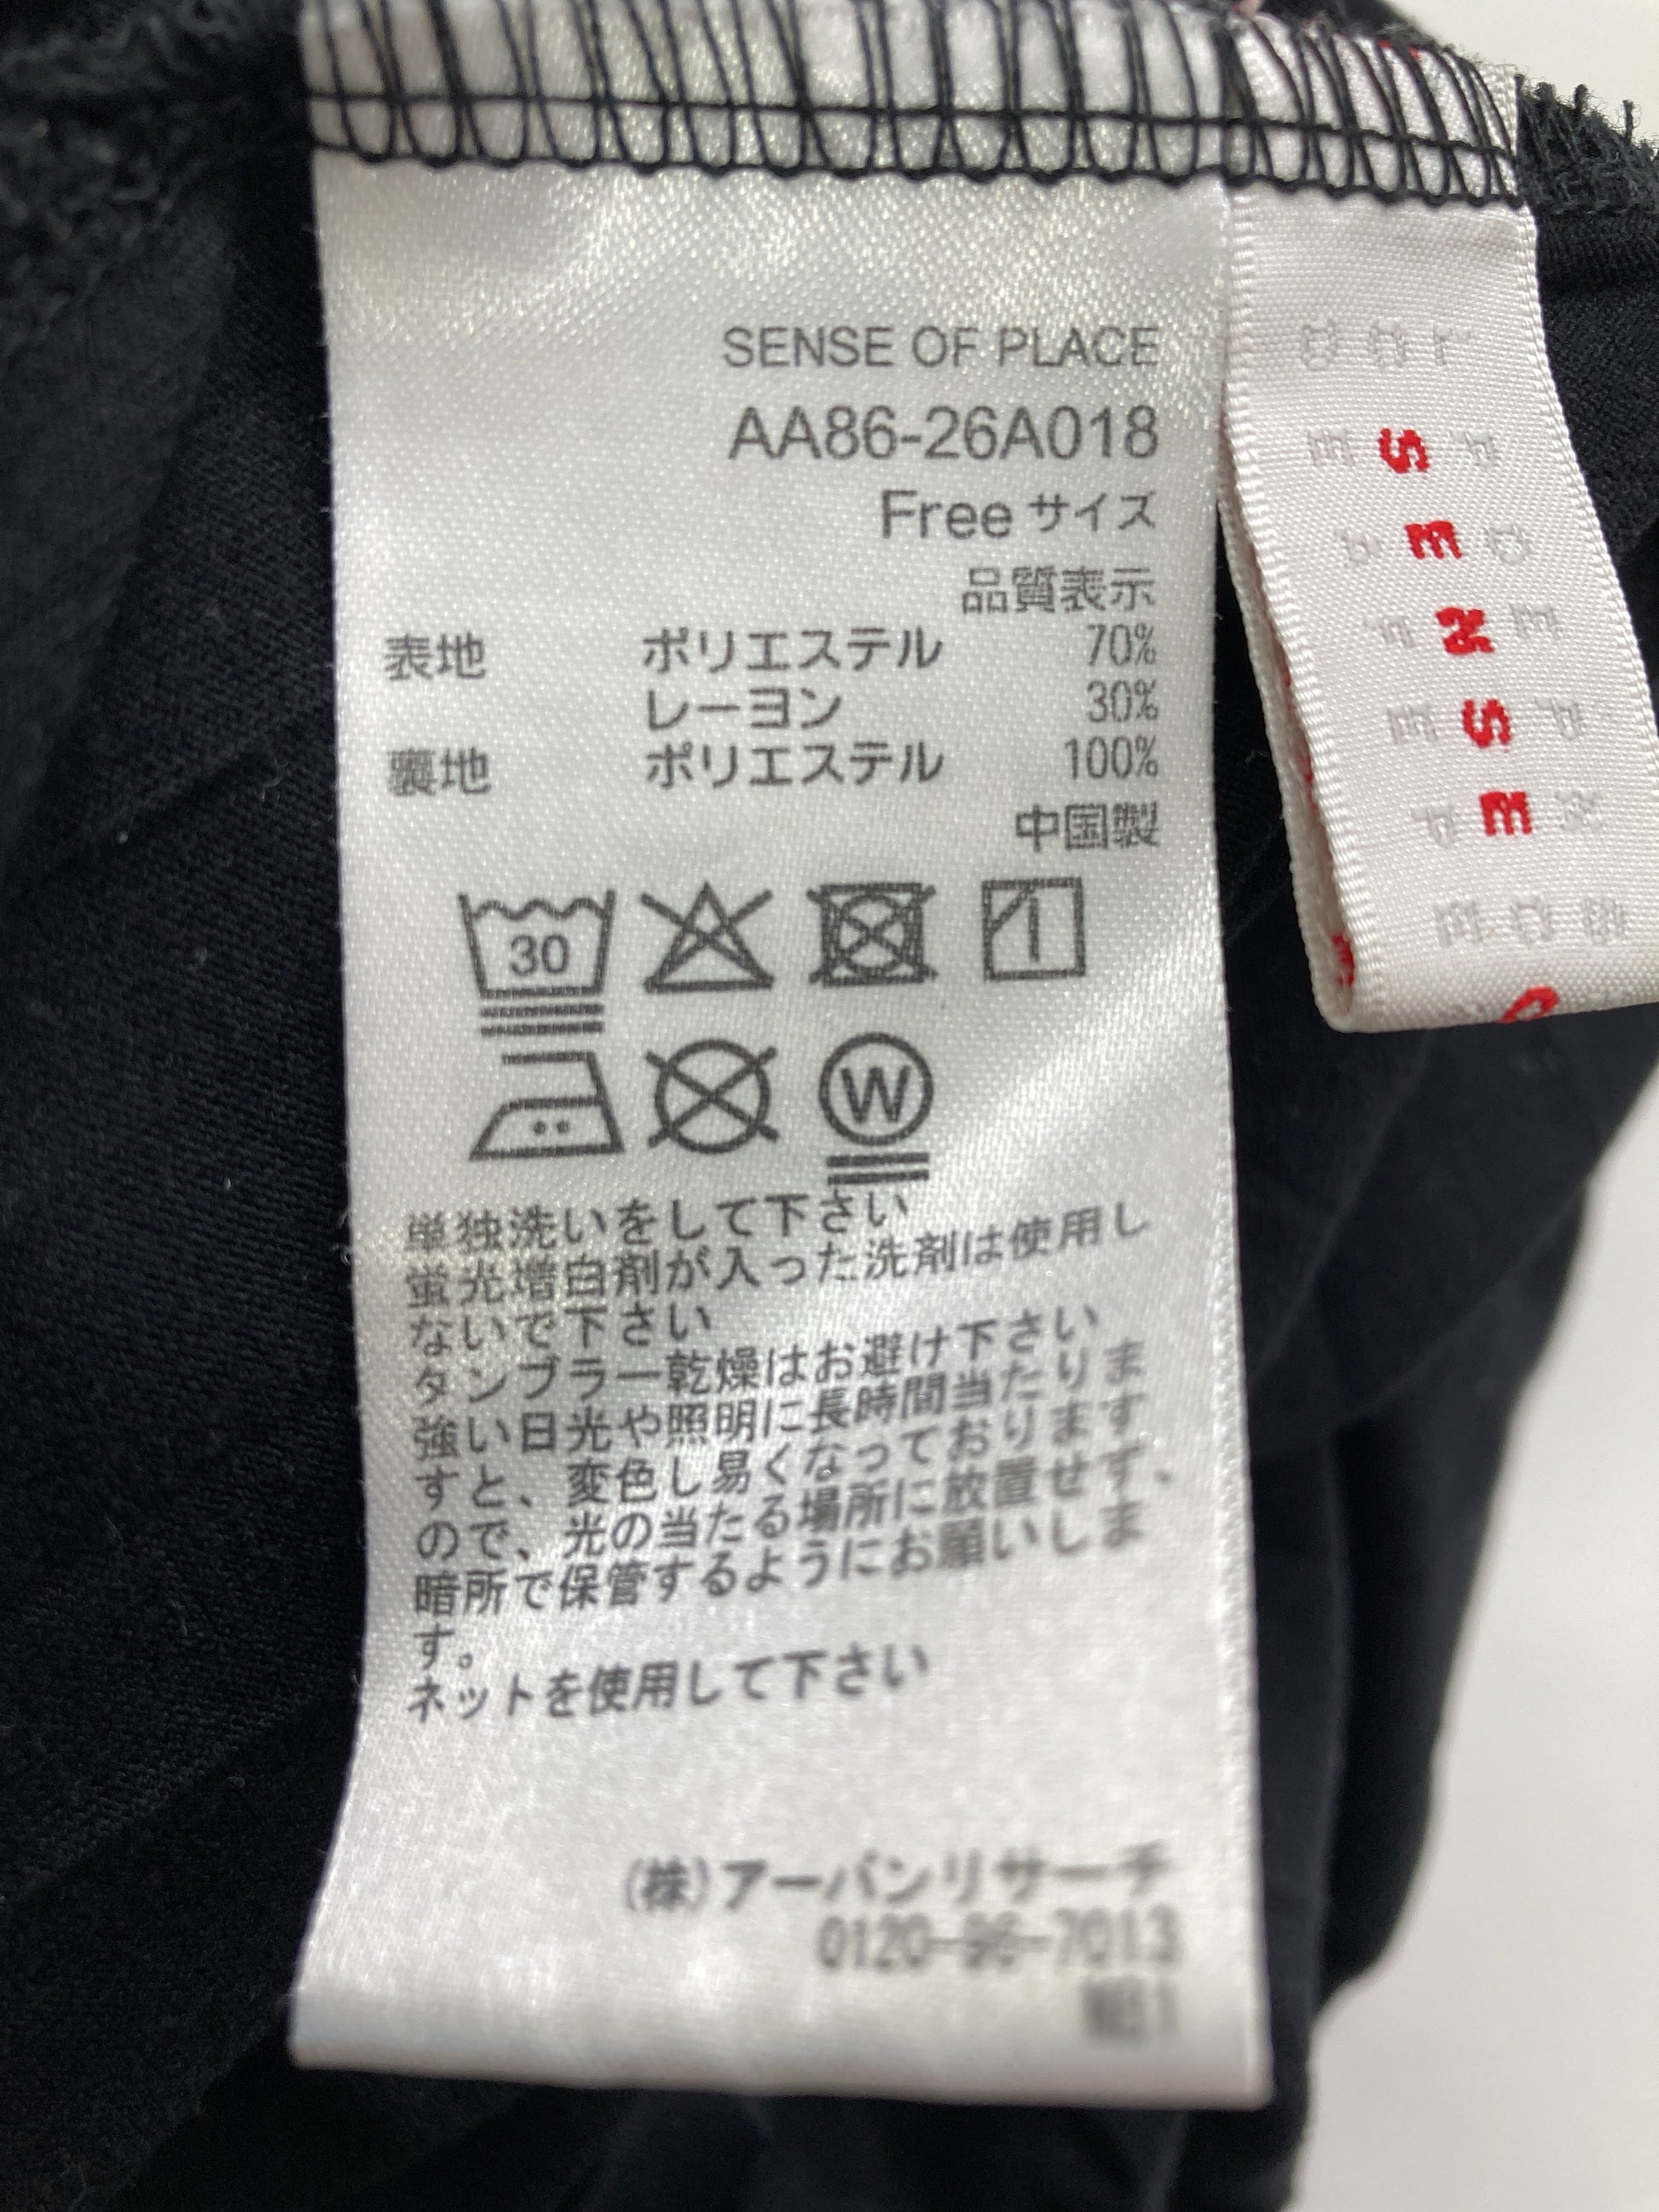 SENSE OF PLACE
AA86-26A018
Free サイズ
品質表示
表地 ポリエステル 70%
レーヨン 30%
裏地 ポリエステル 100%
中国製
30
W
単独洗いをして下さい
蛍光増白剤が入った洗剤は使用し
ないで下さい
タンブラー乾燥はお避け下さい
強い日光や照明に長時間当たりま
すと、変色し易くなっております
ので、光の当たる場所に放置せず、
暗所で保管するようにお願いしま
す。
ネットを使用して下さい
(株)アーバンリサーチ
0120-96-7013
SENSE